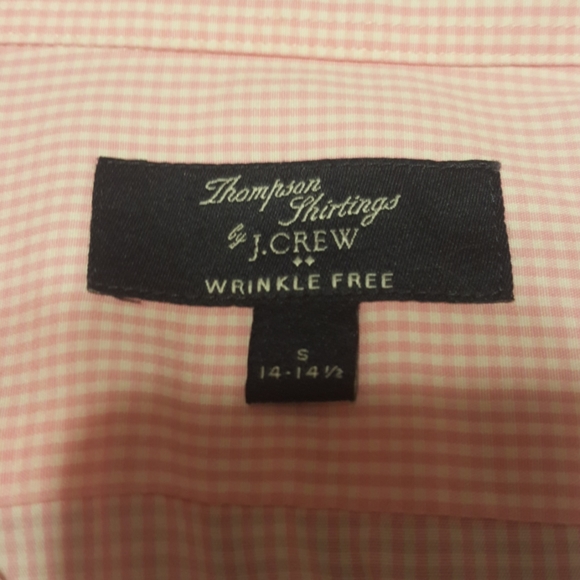 Thompson
Shirtings
by J.CREW
WRINKLE FREE
S
14-14½